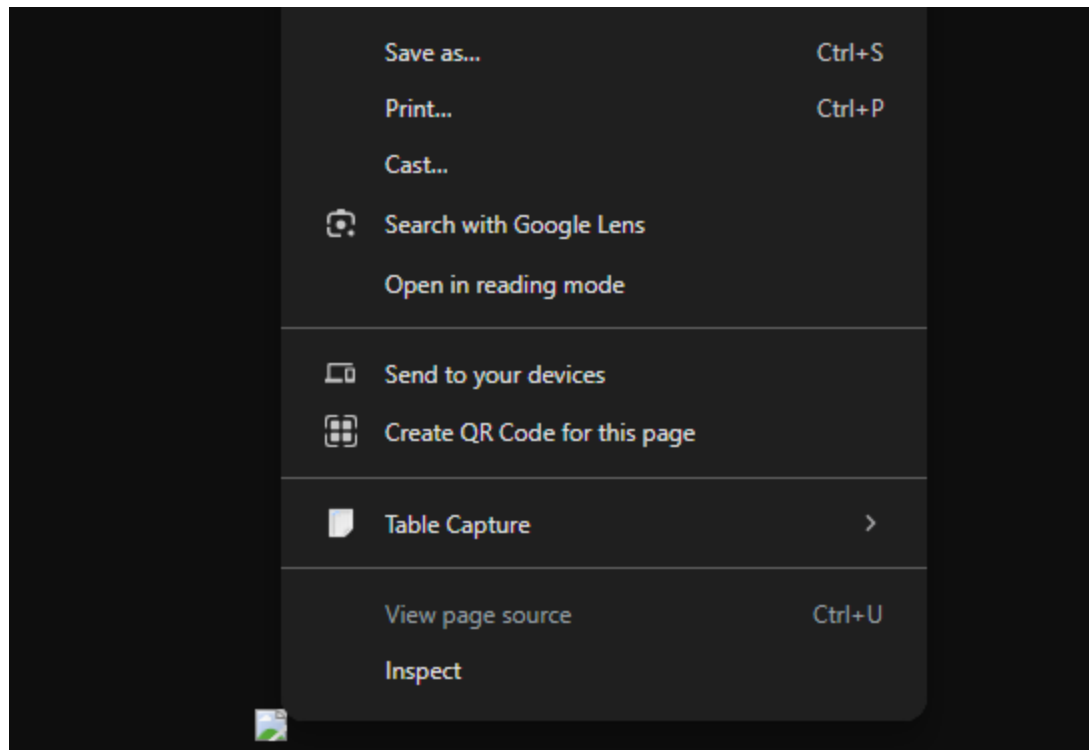 Save as... Ctrl+S
Print... Ctrl+P
Cast...
Search with Google Lens
Open in reading mode
Send to your devices
Create QR Code for this page
Table Capture
View page source Ctrl+U
Inspect